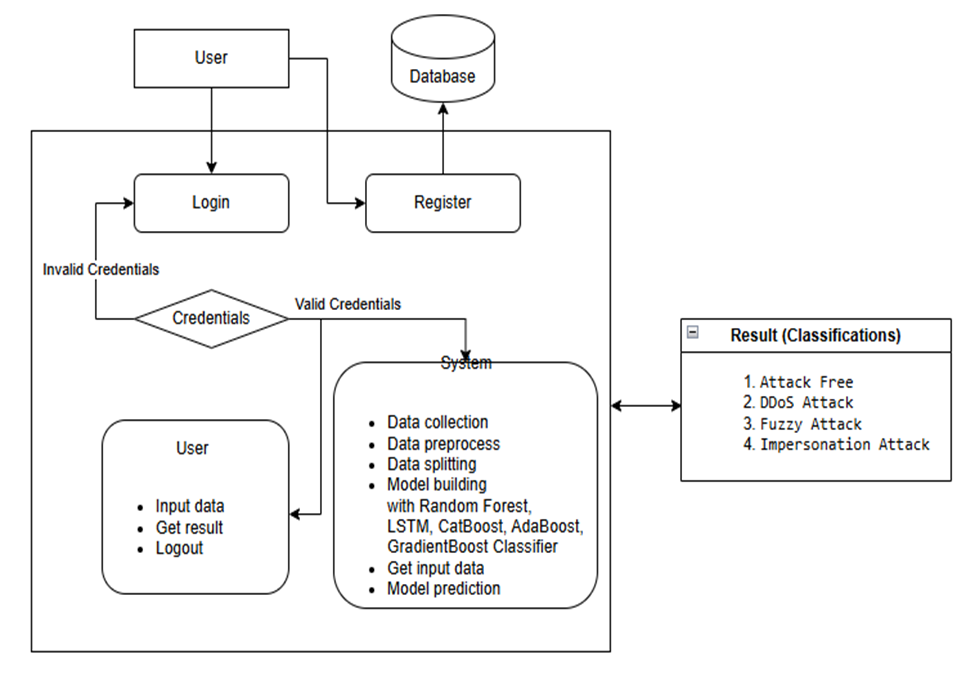 User
Database
Login
Register
Invalid Credentials
Credentials
Valid Credentials
System
• Data collection
• Data preprocess
• Data splitting
• Model building
with Random Forest,
LSTM, CatBoost, AdaBoost,
GradientBoost Classifier
• Get input data
• Model prediction
User
• Input data
• Get result
• Logout
Result (Classifications)
1. Attack Free
2. DDoS Attack
3. Fuzzy Attack
4. Impersonation Attack